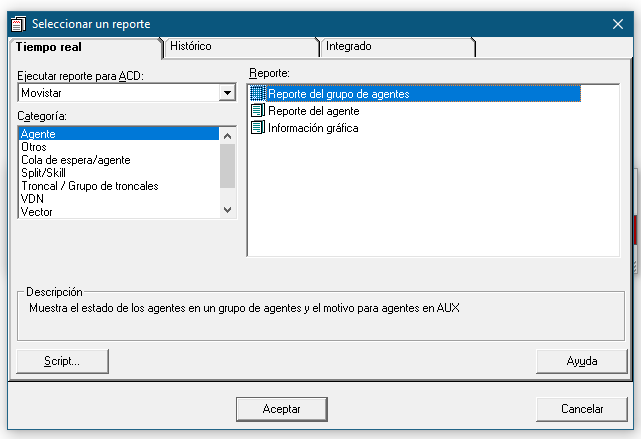 Seleccionar un reporte
Tiempo real
Histórico
Integrado
Ejecutar reporte para ACD:
Movistar
Categoría:
Agente
Otros
Cola de espera/agente
Split/Skill
Troncal / Grupo de troncales
VDN
Vector
Reporte:
Reporte del grupo de agentes
Reporte del agente
Información gráfica
Descripción
Muestra el estado de los agentes en un grupo de agentes y el motivo para agentes en AUX
Script...
Ayuda
Aceptar
Cancelar